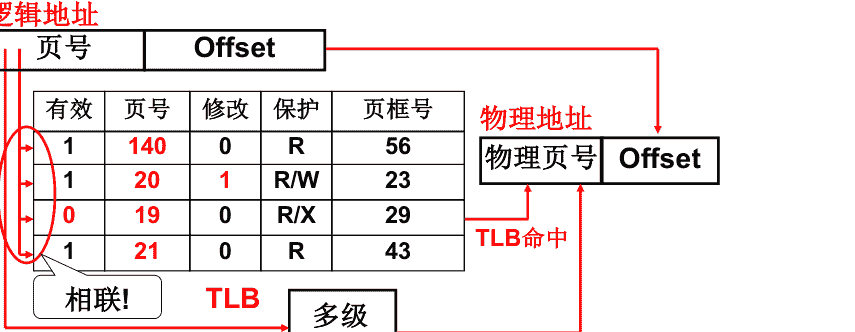 逻辑地址
页号 Offset
有效 页号 修改 保护 页框号
1 140 0 R 56
1 20 1 R/W 23
0 19 0 R/X 29
1 21 0 R 43
物理地址
物理页号 Offset
TLB命中
相联!
TLB
多级